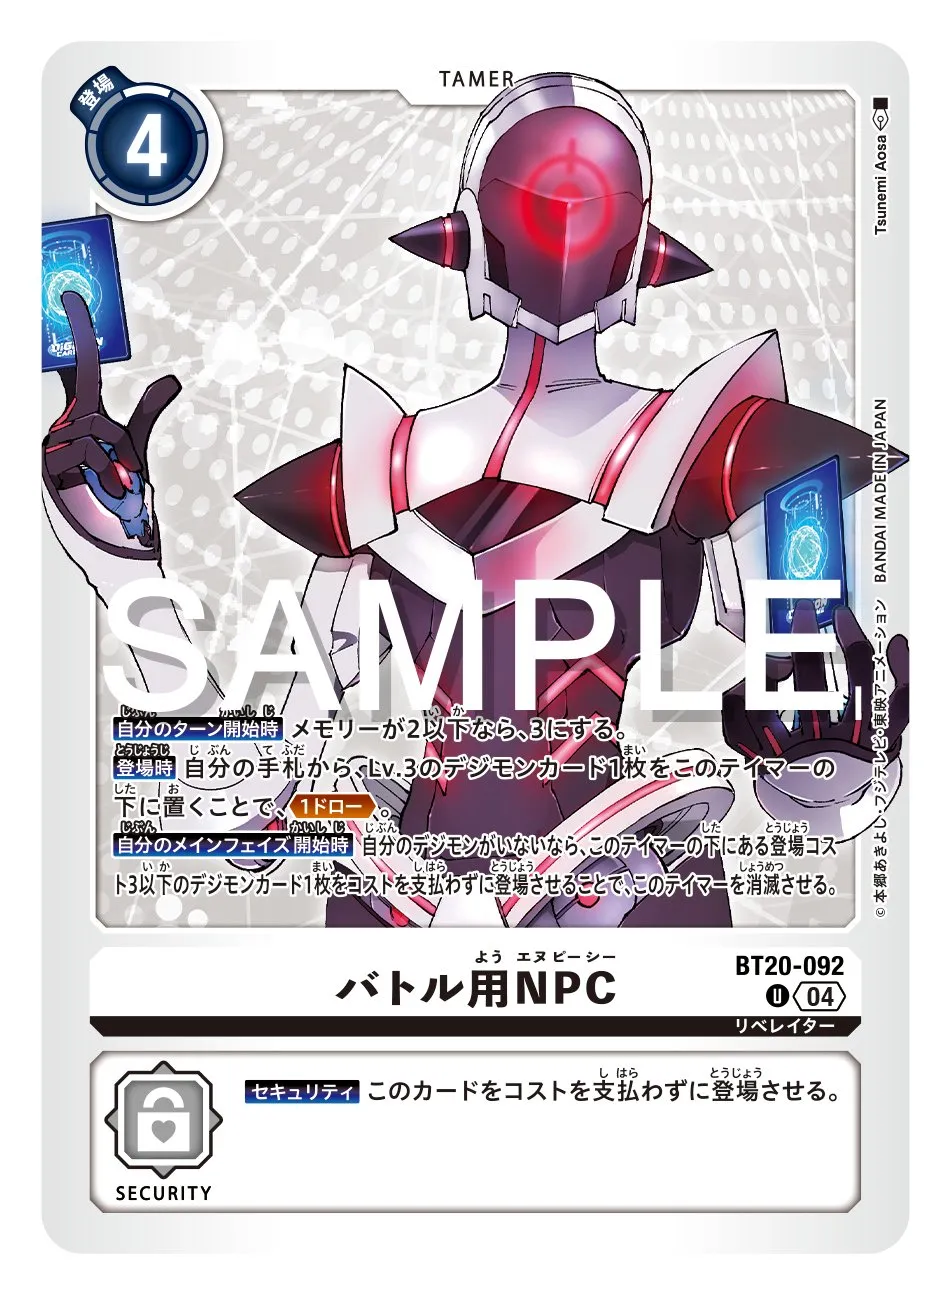 TAMER
登場
4
Tsunemi Aosa
BANDAI MADE IN JAPAN
©本郷あきよし・フジテレビ・東映アニメーション
SAMPLE
自分のターン開始時 メモリーが2以下なら、3にする。
登場時 自分の手札から、Lv.3のデジモンカード1枚をこのテイマーの
下に置くことで、1ドロー、。
自分のメインフェイズ開始時 自分のデジモンがいないなら、このテイマーの下にある登場コス
ト3以下のデジモンカード1枚をコストを支払わずに登場させることで、このテイマーを消滅させる。
よう エヌピーシー
バトル用NPC
BT20-092
U 04
リベレイター
セキュリティ このカードをコストを支払わずに登場させる。
SECURITY